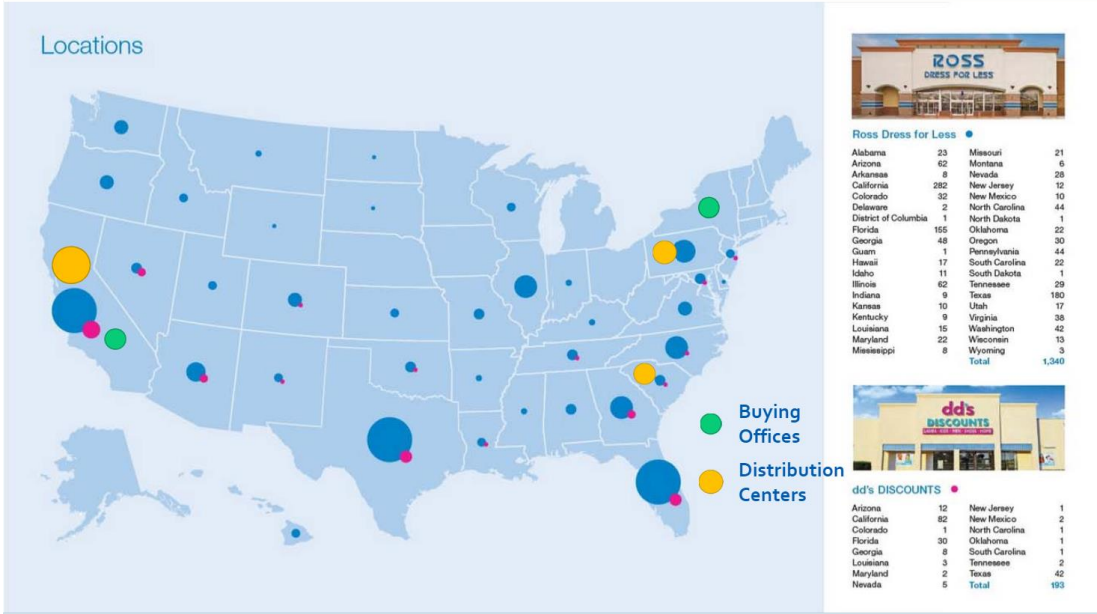 Locations
Buying
Offices
Distribution
Centers
ROSS
DRESS FOR LESS
Ross Dress for Less
Alabama 23 Missouri 21
Arizona 62 Montana 6
Arkansas 8 Nevada 28
California 282 New Jersey 12
Colorado 32 New Mexico 10
Delaware 2 North Carolina 44
District of Columbia 1 North Dakota 1
Florida 155 Oklahoma 22
Georgia 48 Oregon 30
Guam 1 Pennsylvania 44
Hawaii 17 South Carolina 22
Idaho 11 South Dakota 1
Illinois 62 Tennessee 29
Indiana 9 Texas 180
Kansas 10 Utah 17
Kentucky 9 Virginia 38
Louisiana 15 Washington 42
Maryland 22 Wisconsin 13
Mississippi 8 Wyoming 3
Total 1,340
dd's
DISCOUNTS
dd's DISCOUNTS
Arizona 12 New Jersey 1
California 82 New Mexico 2
Colorado 1 North Carolina 1
Florida 30 Oklahoma 1
Georgia 8 South Carolina 1
Louisiana 3 Tennessee 2
Maryland 2 Texas 42
Nevada 5 Total 193